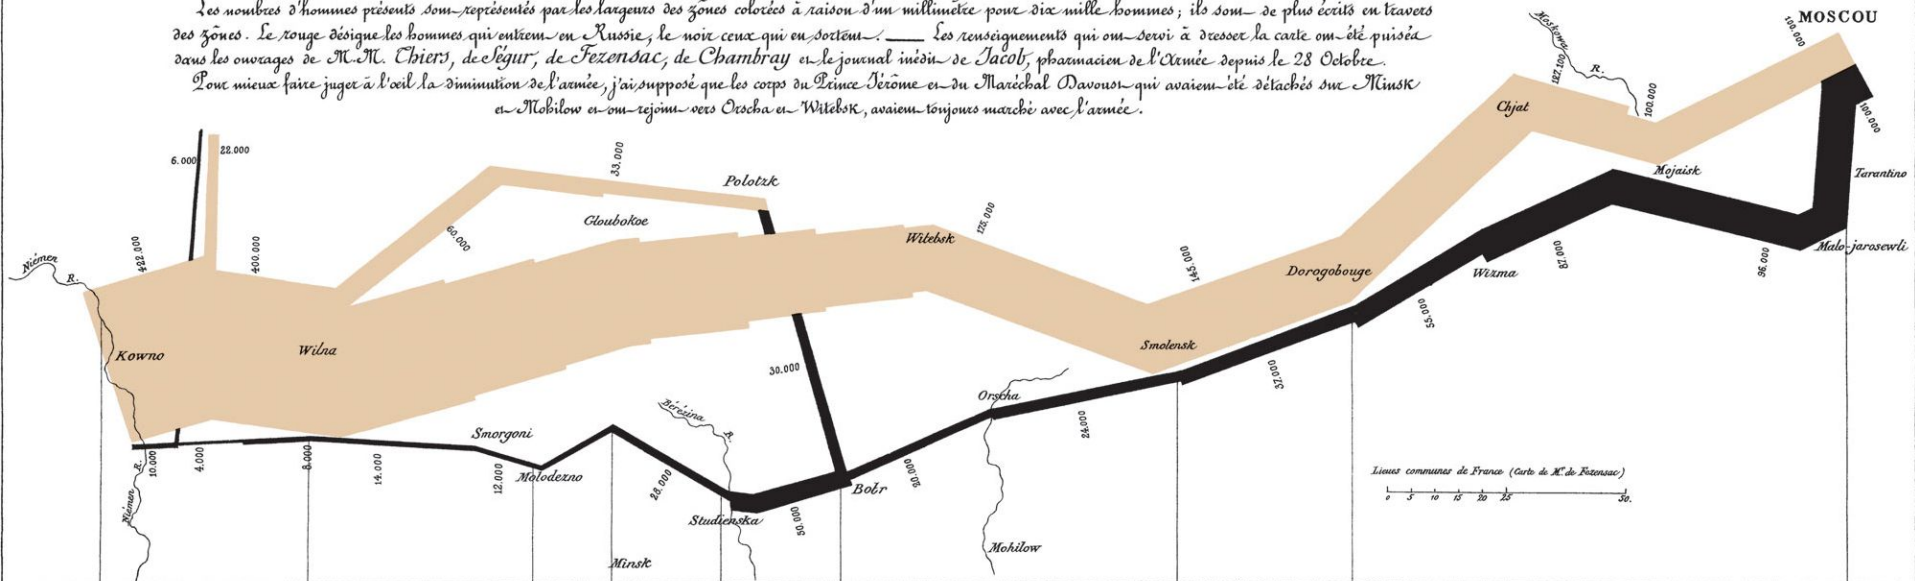 Les nombres d'hommes présents sont représentés par les largeurs des zônes colorées à raison d'un millimètre pour dix mille hommes; ils sont de plus écrits en travers
des zônes. Le rouge désigne les hommes qui entrent en Russie, le noir ceux qui en sortent. — Les renseignements qui ont servi à dresser la carte ont été puisés
dans les ouvrages de M.M. Thiers, de Ségur, de Fezensac, de Chambray et le journal inédit de Jacob, pharmacien de l'Armée depuis le 28 Octobre.
Pour mieux faire juger à l'œil la diminution de l'armée, j'ai supposé que les corps du Prince Jérôme et du Maréchal Davoust qui avaient été détachés sur Minsk
et Mohilow et ont rejoint vers Orscha et Witebsk, avaient toujours marché avec l'armée.
MOSCOU
100.000
Moskowa
R.
127.100
100.000
100.000
Chjat
Mojaisk
Tarantino
Malo-jarosewli
6.000
22.000
33.000
Polotzk
Gloubokoe
60.000
422.000
400.000
Niémen
R.
Witebsk
175.000
145.000
Dorogobouge
Wizma
87.000
96.000
55.000
Kowno
Wilna
Smolensk
37.000
30.000
Orscha
24.000
Bérézina
R.
Smorgoni
Molodezno
10.000
4.000
8.000
14.000
12.000
28.000
Studienska
50.000
Bobr
20.000
R.
Niémen
Minsk
Mohilow
Lieues communes de France (Carte de M. de Fezensac)
0 5 10 15 20 25 50.